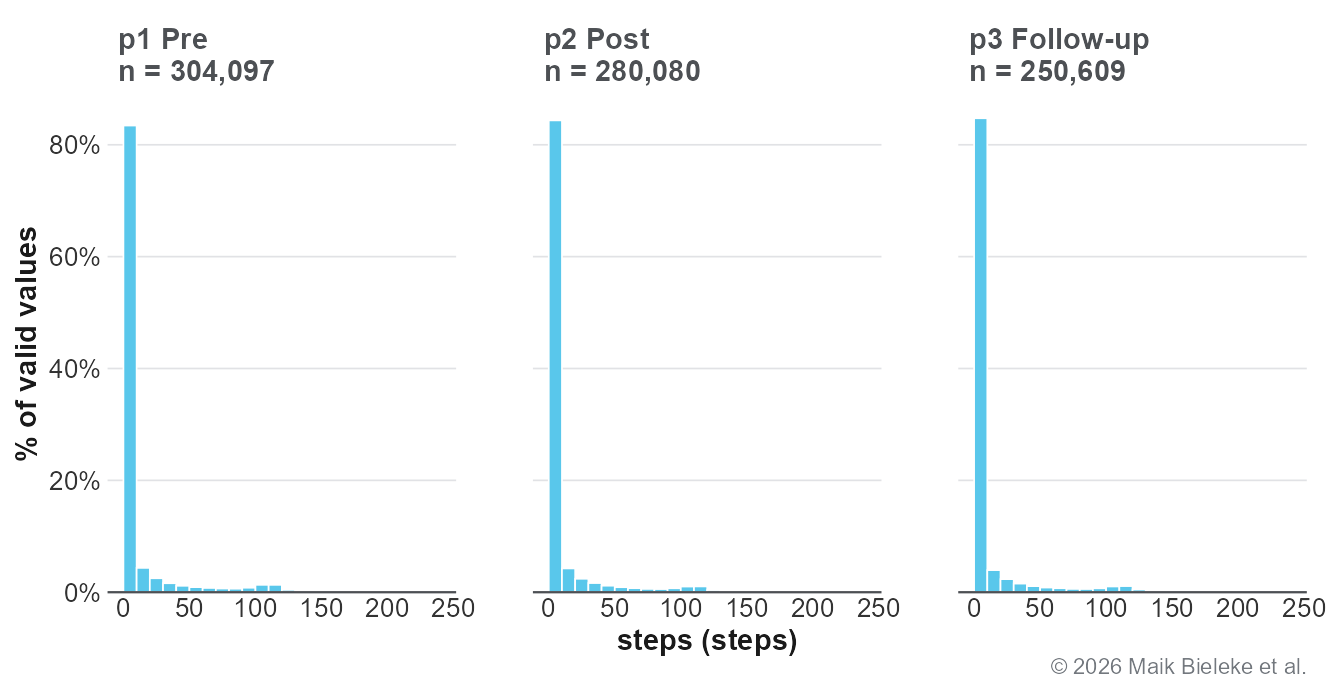 p1 Pre
n = 304,097
p2 Post
n = 280,080
p3 Follow-up
n = 250,609
% of valid values
80%
60%
40%
20%
0%
0 50 100 150 200 250
0 50 100 150 200 250
0 50 100 150 200 250
steps (steps)
© 2026 Maik Bieleke et al.